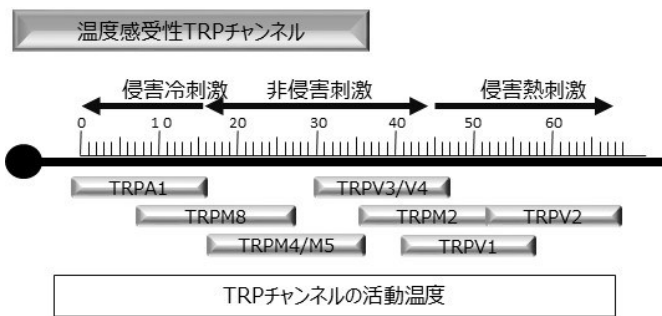 温度感受性TRPチャンネル
侵害冷刺激 非侵害刺激 侵害熱刺激
0 10 20 30 40 50 60
TRPA1 TRPV3/V4
TRPM8 TRPM2 TRPV2
TRPM4/M5 TRPV1
TRPチャンネルの活動温度